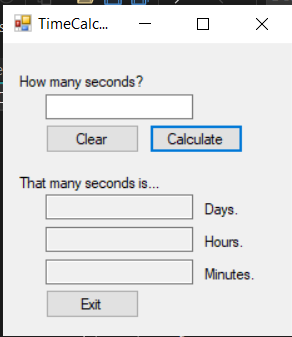 TimeCalc...
How many seconds?
Clear
Calculate
That many seconds is...
Days.
Hours.
Minutes.
Exit